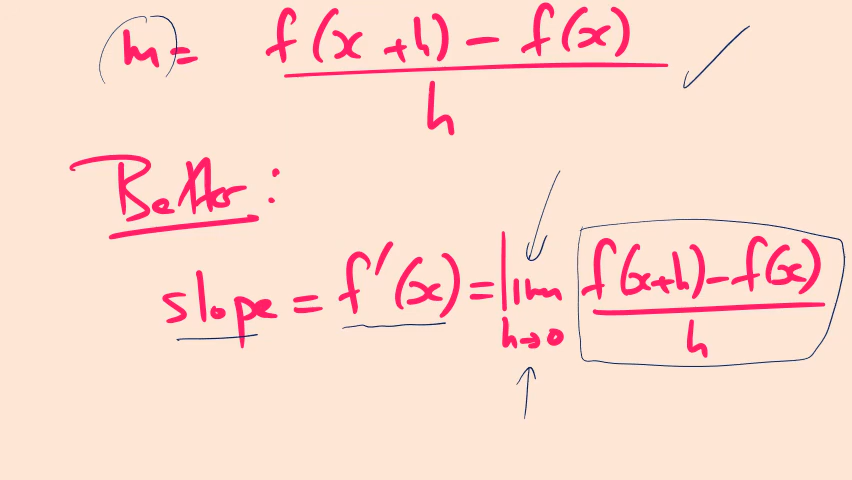 m = f(x+h) - f(x)
h
Better:
slope = f'(x) = lim f(x+h)-f(x)
h→0 h